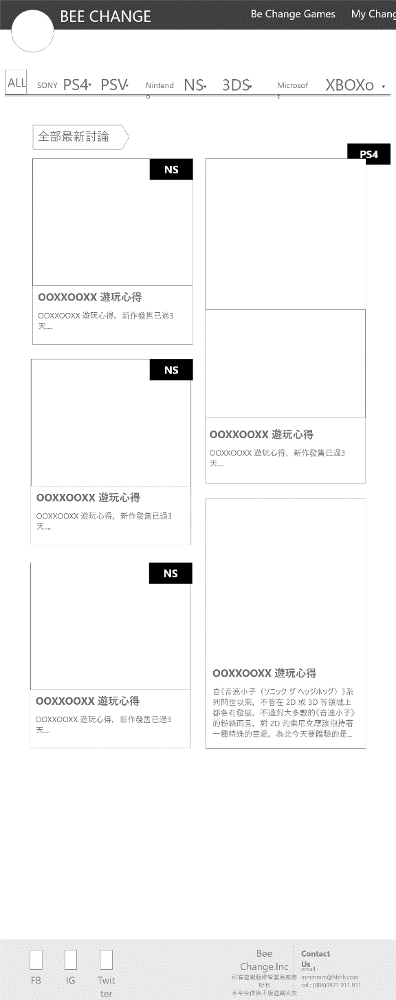 BEE CHANGE
Be Change Games
My Chang
ALL
SONY
PS4
PSV
Nintend
o
NS
3DS
Microsof
t
XBOXo
全部最新討論
NS
OOXXOOXX 遊玩心得
OOXXOOXX 遊玩心得，新作發售已過3
天....
PS4
OOXXOOXX 遊玩心得
OOXXOOXX 遊玩心得，新作發售已過3
天....
NS
OOXXOOXX 遊玩心得
OOXXOOXX 遊玩心得，新作發售已過3
天....
NS
OOXXOOXX 遊玩心得
OOXXOOXX 遊玩心得，新作發售已過3
天....
OOXXOOXX 遊玩心得
自《音速小子（ソニック ザ ヘッジホッグ）》系
列問世以來，不管在 2D 或 3D 等領域上
都各有發展，不過對大多數的《音速小子》
的粉絲而言，對 2D 的索尼克應該抱持著
一種特殊的喜愛，為此今天要體驗的是...
FB
IG
Twit
ter
Bee
Change.Inc
所有遊戲版權皆屬原廠商
所有
本平台僅供正版遊戲片交
Contact
Us
email :
mmmmm@hhhh.com
cel : (886)0921 911 911